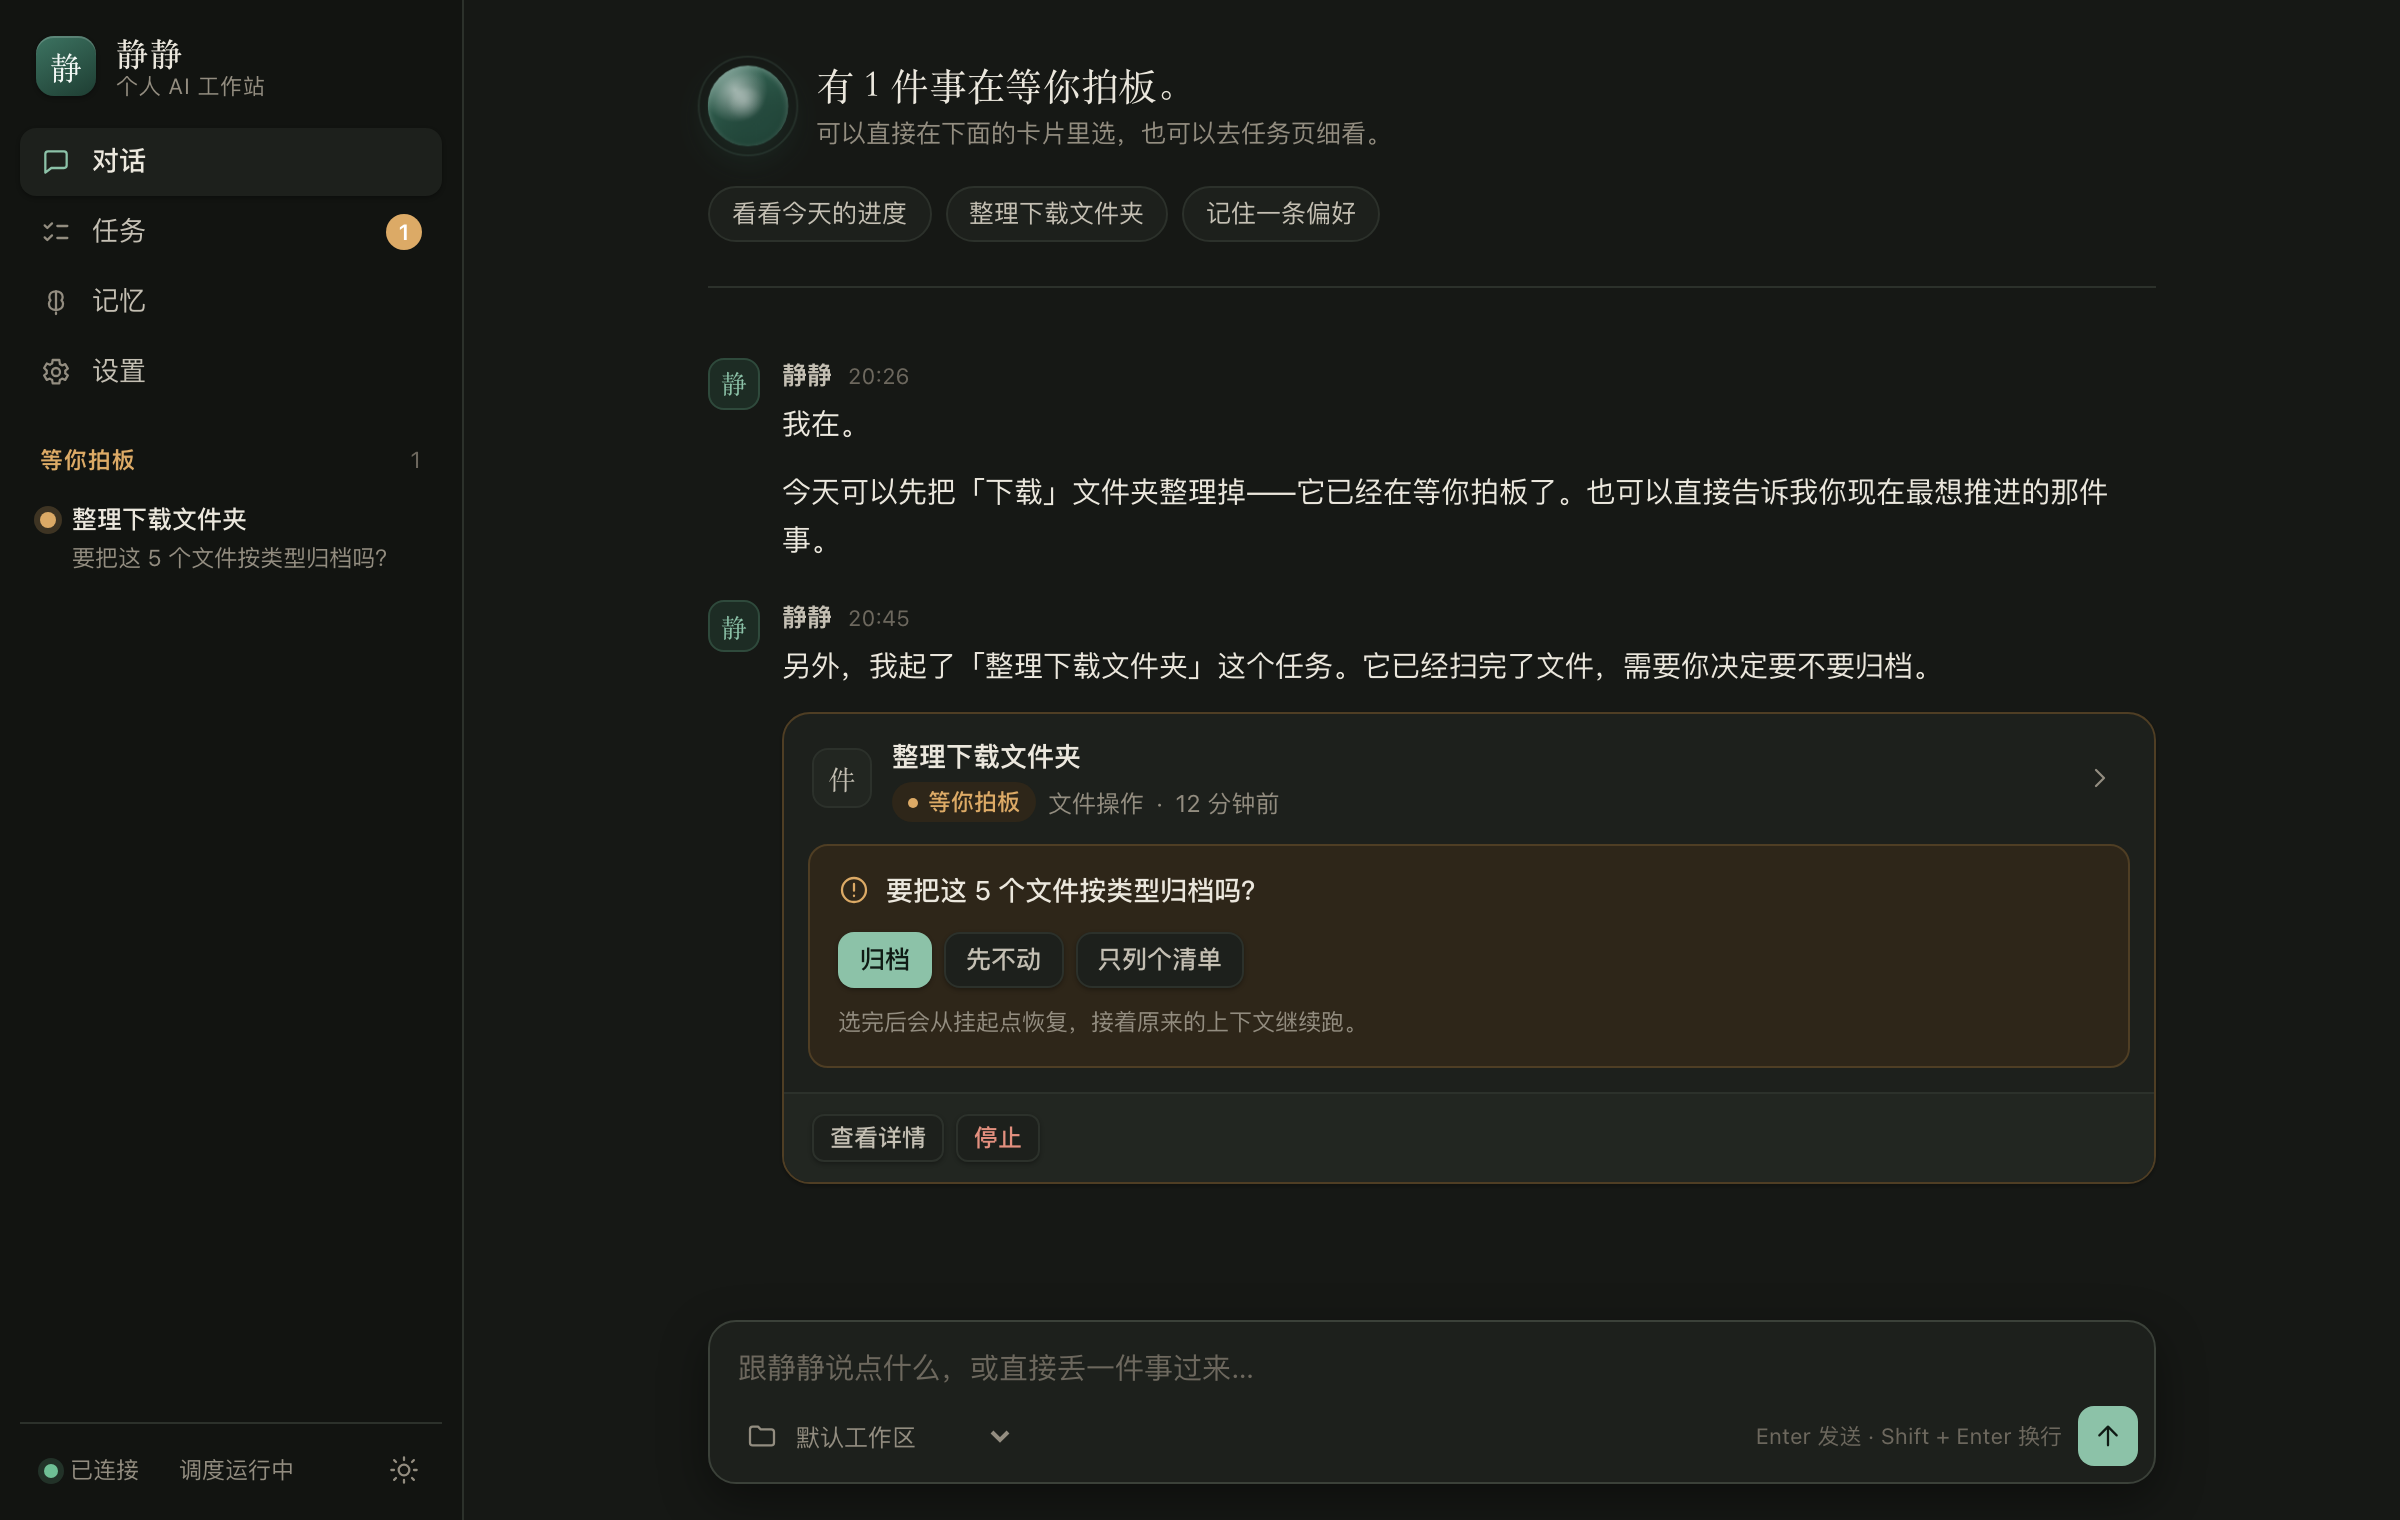 静
静静
个人 AI 工作站
对话
任务
1
记忆
设置
等你拍板
1
整理下载文件夹
要把这 5 个文件按类型归档吗?
已连接
调度运行中
有 1 件事在等你拍板。
可以直接在下面的卡片里选，也可以去任务页细看。
看看今天的进度
整理下载文件夹
记住一条偏好
静
静静 20:26
我在。
今天可以先把「下载」文件夹整理掉——它已经在等你拍板了。也可以直接告诉我你现在最想推进的那件
事。
静
静静 20:45
另外，我起了「整理下载文件夹」这个任务。它已经扫完了文件，需要你决定要不要归档。
件
整理下载文件夹
等你拍板 文件操作 · 12 分钟前
要把这 5 个文件按类型归档吗?
归档
先不动
只列个清单
选完后会从挂起点恢复，接着原来的上下文继续跑。
查看详情
停止
跟静静说点什么，或直接丢一件事过来...
默认工作区
Enter 发送 · Shift + Enter 换行